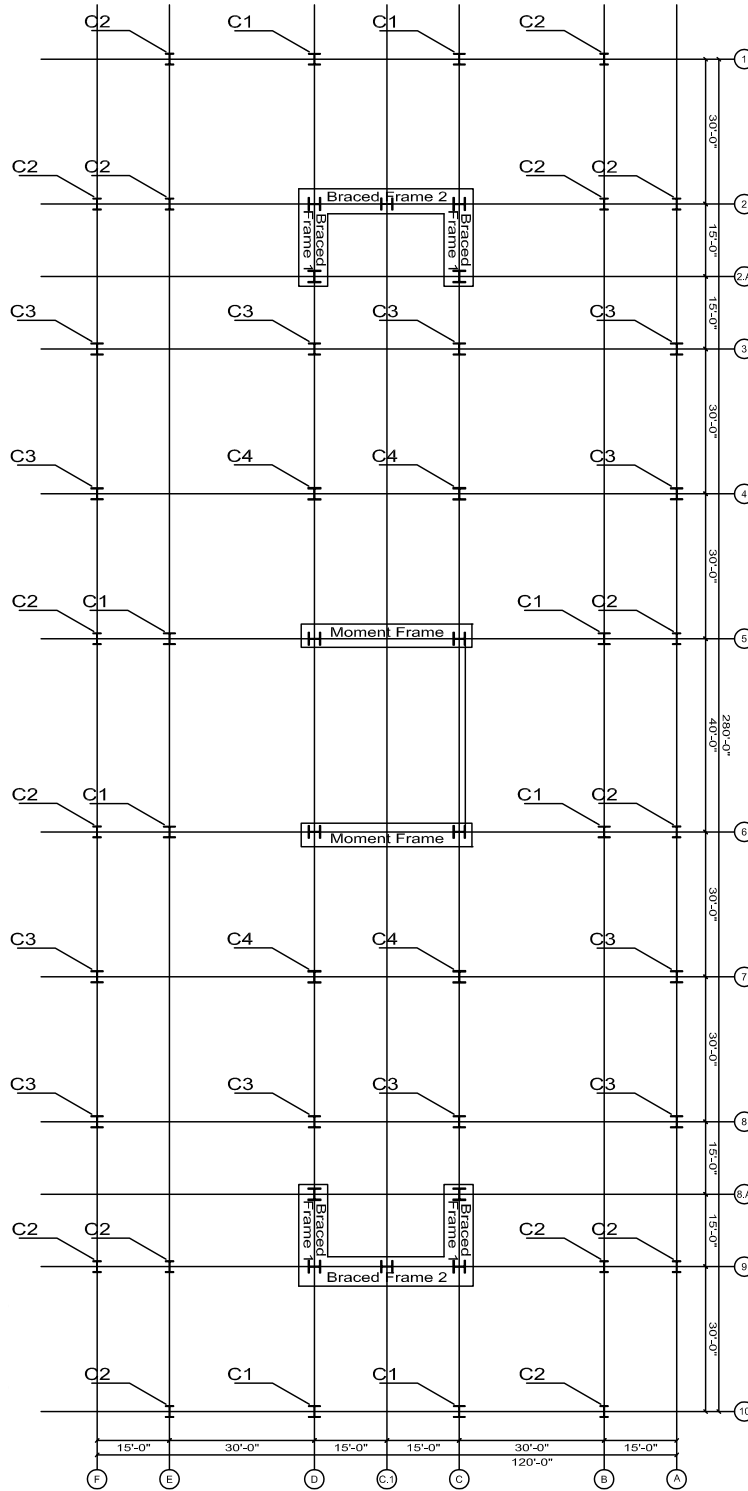 C2 C1 C1 C2
1
30'-0"
C2 C2 C2 C2
Braced Frame 2
2
Braced
Frame 1
Braced
Frame 1
15'-0"
2.A
15'-0"
C3 C3 C3 C3
3
30'-0"
C3 C4 C4 C3
4
30'-0"
C2 C1 C1 C2
Moment Frame
5
280'-0"
40'-0"
C2 C1 C1 C2
Moment Frame
6
30'-0"
C3 C4 C4 C3
7
30'-0"
C3 C3 C3 C3
8
15'-0"
8.A
Braced
Frame 1
Braced
Frame 1
15'-0"
C2 C2 C2 C2
9
Braced Frame 2
30'-0"
C2 C1 C1 C2
10
15'-0" 30'-0" 15'-0" 15'-0" 30'-0" 15'-0"
120'-0"
F E D C.1 C B A